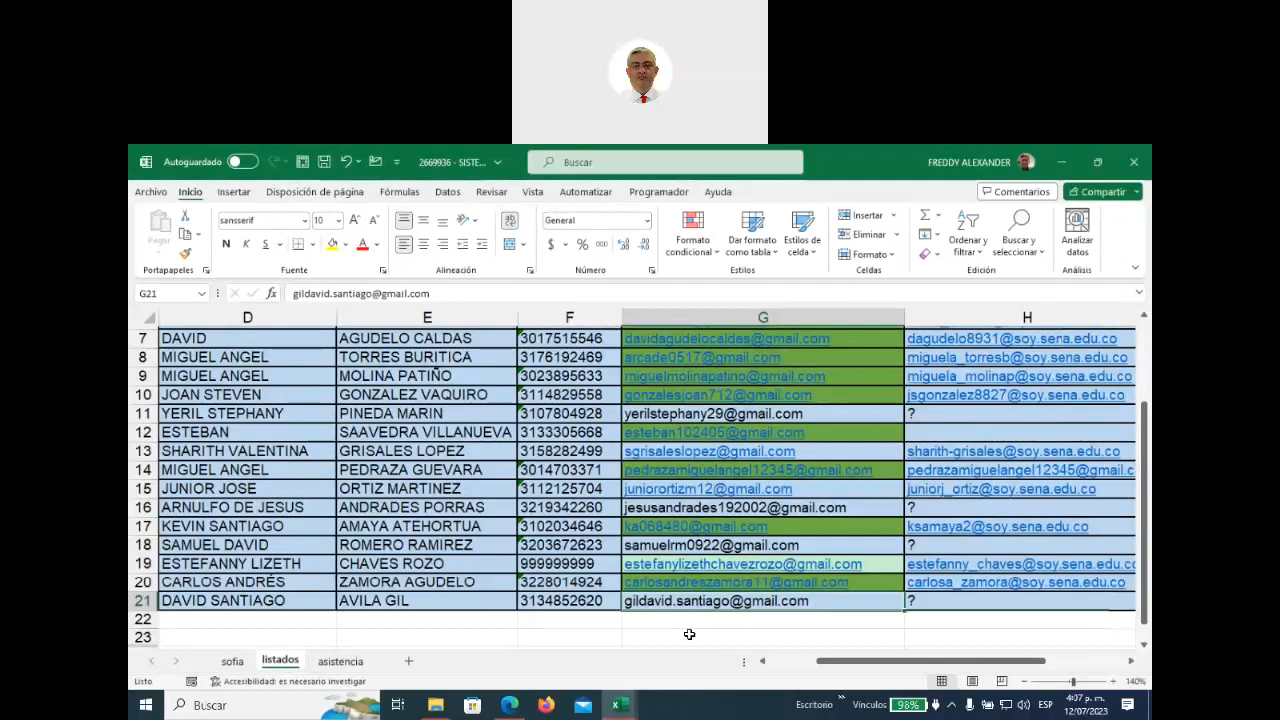 Autoguardado 2669936 - SISTE... Buscar FREDDY ALEXANDER
Archivo Inicio Insertar Disposición de página Fórmulas Datos Revisar Vista Automatizar Programador Ayuda Comentarios Compartir
sansserif 10 General Insertar
Pegar N K S $ % 000 Formato condicional Dar formato como tabla Estilos de celda Eliminar Formato Ordenar y filtrar Buscar y seleccionar Analizar datos
Portapapeles Fuente Alineación Número Estilos Celdas Edición Análisis
G21 fx gildavid.santiago@gmail.com
D E F G H
7 DAVID AGUDELO CALDAS 3017515546 davidagudelocaldas@gmail.com dagudelo8931@soy.sena.edu.co
8 MIGUEL ANGEL TORRES BURITICA 3176192469 arcade0517@gmail.com miguela_torresb@soy.sena.edu.co
9 MIGUEL ANGEL MOLINA PATIÑO 3023895633 miguelmolinapatino@gmail.com miguela_molinap@soy.sena.edu.co
10 JOAN STEVEN GONZALEZ VAQUIRO 3114829558 gonzalesjoan712@gmail.com jsgonzalez8827@soy.sena.edu.co
11 YERIL STEPHANY PINEDA MARIN 3107804928 yerilstephany29@gmail.com ?
12 ESTEBAN SAAVEDRA VILLANUEVA 3133305668 esteban102405@gmail.com
13 SHARITH VALENTINA GRISALES LOPEZ 3158282499 sgrisaleslopez@gmail.com sharith-grisales@soy.sena.edu.co
14 MIGUEL ANGEL PEDRAZA GUEVARA 3014703371 pedrazamiguelangel12345@gmail.com pedrazamiguelangel12345@gmail.c
15 JUNIOR JOSE ORTIZ MARTINEZ 3112125704 juniorortizm12@gmail.com juniorj_ortiz@soy.sena.edu.co
16 ARNULFO DE JESUS ANDRADES PORRAS 3219342260 jesusandrades192002@gmail.com ?
17 KEVIN SANTIAGO AMAYA ATEHORTUA 3102034646 ka068480@gmail.com ksamaya2@soy.sena.edu.co
18 SAMUEL DAVID ROMERO RAMIREZ 3203672623 samuelrm0922@gmail.com ?
19 ESTEFANNY LIZETH CHAVES ROZO 999999999 estefanylizethchavezrozo@gmail.com estefanny_chaves@soy.sena.edu.co
20 CARLOS ANDRÉS ZAMORA AGUDELO 3228014924 carlosandreszamora11@gmail.com carlosa_zamora@soy.sena.edu.co
21 DAVID SANTIAGO AVILA GIL 3134852620 gildavid.santiago@gmail.com ?
22
23
sofia listados asistencia
Listo Accesibilidad: es necesario investigar 140%
Buscar Escritorio Vínculos 98% ESP 4:07 p. m.
12/07/2023